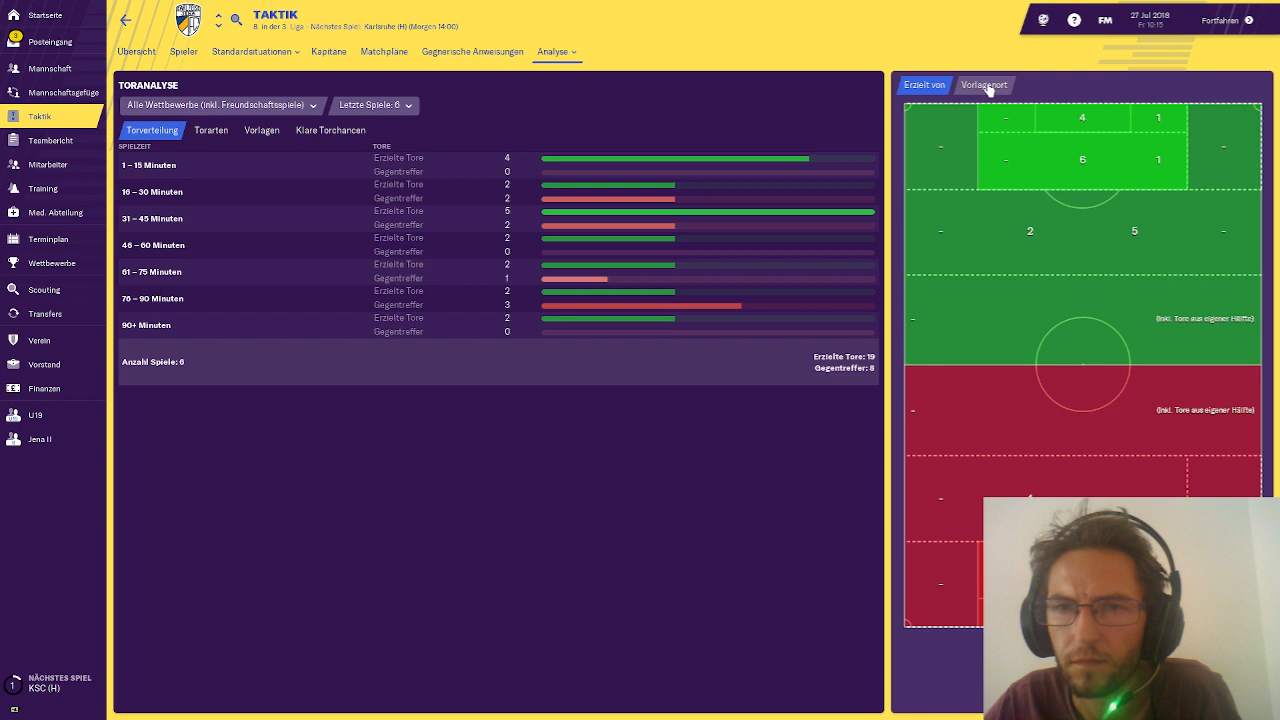 Startseite
3
Posteingang
Mannschaft
Mannschaftsgefüge
Taktik
Teambericht
Mitarbeiter
Training
Med. Abteilung
Terminplan
Wettbewerbe
Scouting
Transfers
Verein
Vorstand
Finanzen
U19
Jena II
1
NÄCHSTES SPIEL
KSC (H)
TAKTIK
8. in der 3. Liga - Nächstes Spiel: Karlsruhe (H) (Morgen 14:00)
? FM 27 Jul 2018
Fr 10:15
Fortfahren
Übersicht Spieler Standardsituationen Kapitäne Matchpläne Gegnerische Anweisungen Analyse
TORANALYSE
Alle Wettbewerbe (inkl. Freundschaftsspiele) Letzte Spiele: 6
Torverteilung Torarten Vorlagen Klare Torchancen
SPIELZEIT TORE
1 – 15 Minuten Erzielte Tore 4
Gegentreffer 0
16 – 30 Minuten Erzielte Tore 2
Gegentreffer 2
31 – 45 Minuten Erzielte Tore 5
Gegentreffer 2
46 – 60 Minuten Erzielte Tore 2
Gegentreffer 0
61 – 75 Minuten Erzielte Tore 2
Gegentreffer 1
76 – 90 Minuten Erzielte Tore 2
Gegentreffer 3
90+ Minuten Erzielte Tore 2
Gegentreffer 0
Anzahl Spiele: 6
Erzielte Tore: 19
Gegentreffer: 8
Erzielt von Vorlagenort
- 4 1
- - 6 1 -
- 2 5 -
- (Inkl. Tore aus eigener Hälfte)
- (Inkl. Tore aus eigener Hälfte)
-
-